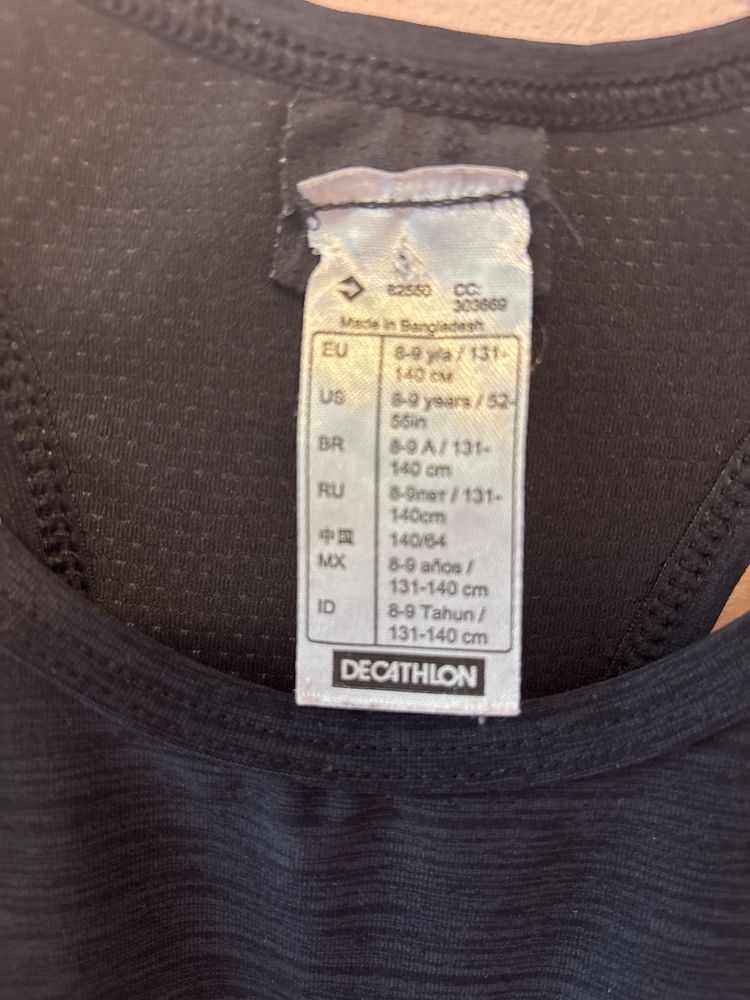 82550 CC:
303669
Made in Bangladesh
EU 8-9 y/a / 131-
140 см
US 8-9 years / 52-
55in
BR 8-9 A / 131-
140 cm
RU 8-9лет / 131-
140cm
中国 140/64
MX 8-9 años /
131-140 cm
ID 8-9 Tahun /
131-140 cm
DECATHLON